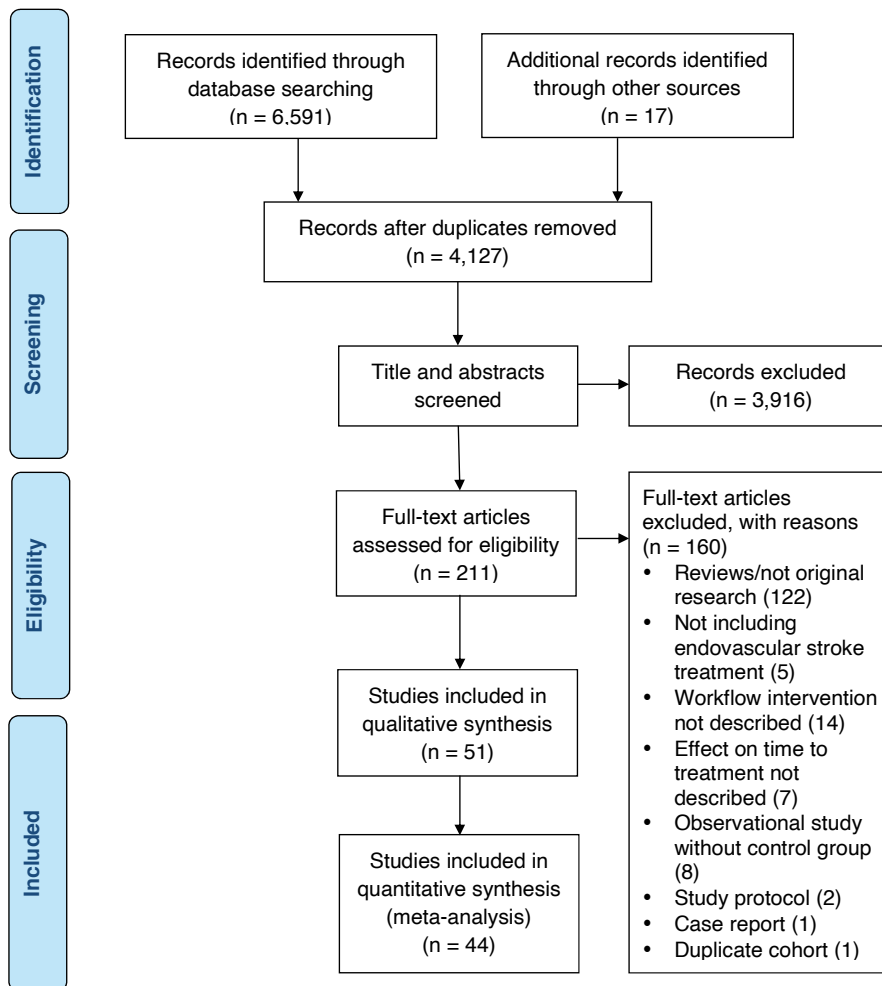 Identification
Records identified through
database searching
(n = 6,591)
Additional records identified
through other sources
(n = 17)
Records after duplicates removed
(n = 4,127)
Screening
Title and abstracts
screened
Records excluded
(n = 3,916)
Eligibility
Full-text articles
assessed for eligibility
(n = 211)
Full-text articles
excluded, with reasons
(n = 160)
• Reviews/not original
research (122)
• Not including
endovascular stroke
treatment (5)
• Workflow intervention
not described (14)
• Effect on time to
treatment not
described (7)
• Observational study
without control group
(8)
• Study protocol (2)
• Case report (1)
• Duplicate cohort (1)
Studies included in
qualitative synthesis
(n = 51)
Included
Studies included in
quantitative synthesis
(meta-analysis)
n = 44)